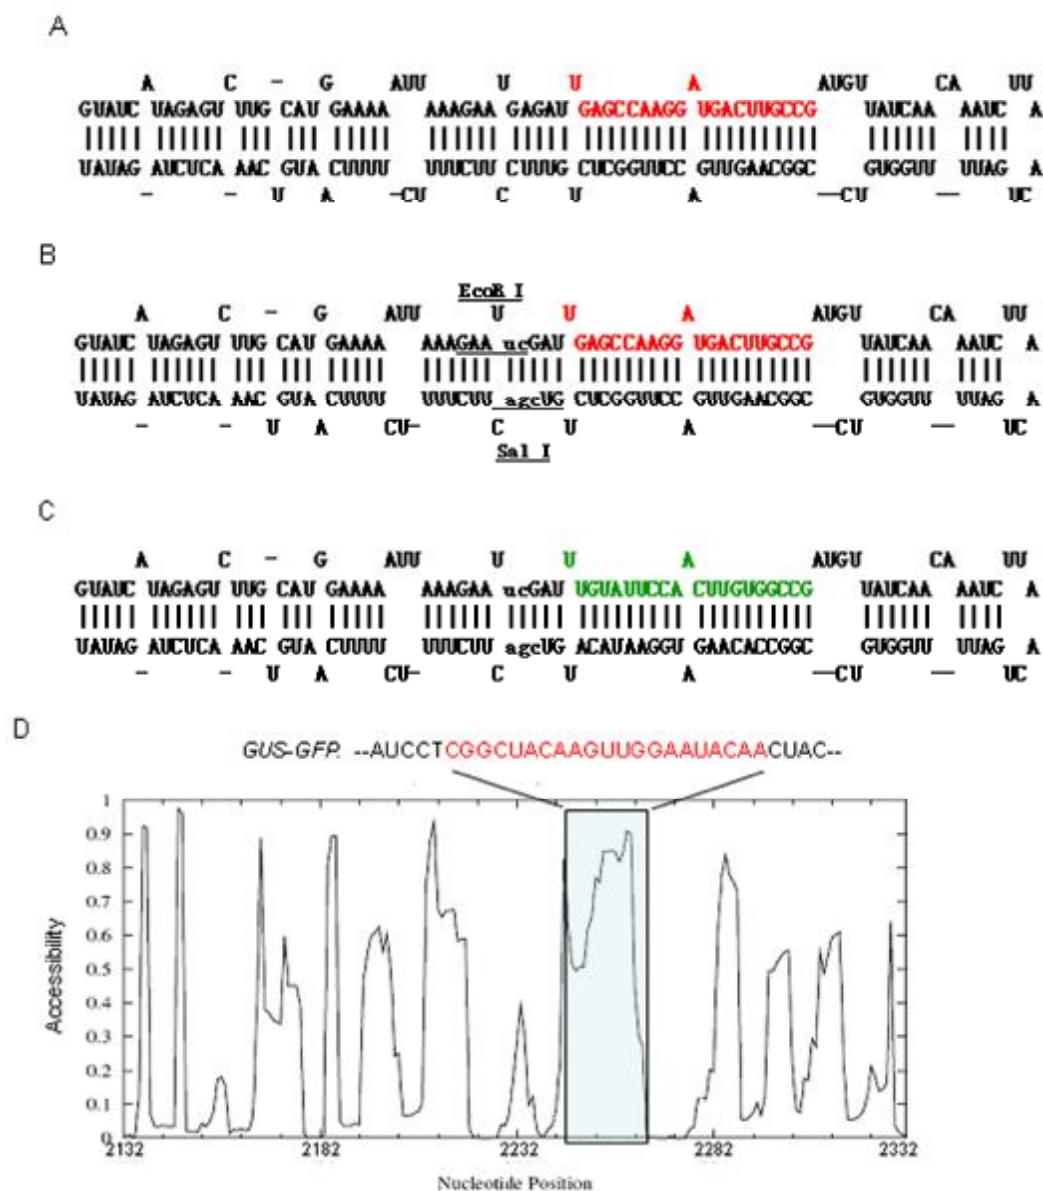 A
A C - G AUU U U A AUGU CA UU
GUAUC UAGAGU UUG CAU GAAAA AAAGAA GAGAU GAGCCAAGG UGACUUGCCG UAUCAA AAUC A
UAUAG AUCUCA AAC GUA CUUUU UUUCUU CUUUG CUCGGUUCC GUUGAACGGC GUGGUU UUAG A
- - U A -CU C U A --CU -- UC
B
EcoR I
A C - G AUU U U A AUGU CA UU
GUAUC UAGAGU UUG CAU GAAAA AAAGAA ucGAU GAGCCAAGG UGACUUGCCG UAUCAA AAUC A
UAUAG AUCUCA AAC GUA CUUUU UUUCUU agcUG CUCGGUUCC GUUGAACGGC GUGGUU UUAG A
- - U A CU- C U A --CU -- UC
Sal I
C
A C - G AUU U U A AUGU CA UU
GUAUC UAGAGU UUG CAU GAAAA AAAGAA ucGAU UGUAUUCCA CUUGUGGCCG UAUCAA AAUC A
UAUAG AUCUCA AAC GUA CUUUU UUUCUU agcUG ACAUAAGGU GAACACCGGC GUGGUU UUAG A
- - U A CU- C U A --CU -- UC
D
GUS-GFP: --AUCCTCGGCUACAAGUUGGAAUACAACUAC--
1
0.9
0.8
0.7
0.6
0.5
0.4
0.3
0.2
0.1
0
Accessibility
2132 2182 2232 2282 2332
Nucleotide Position